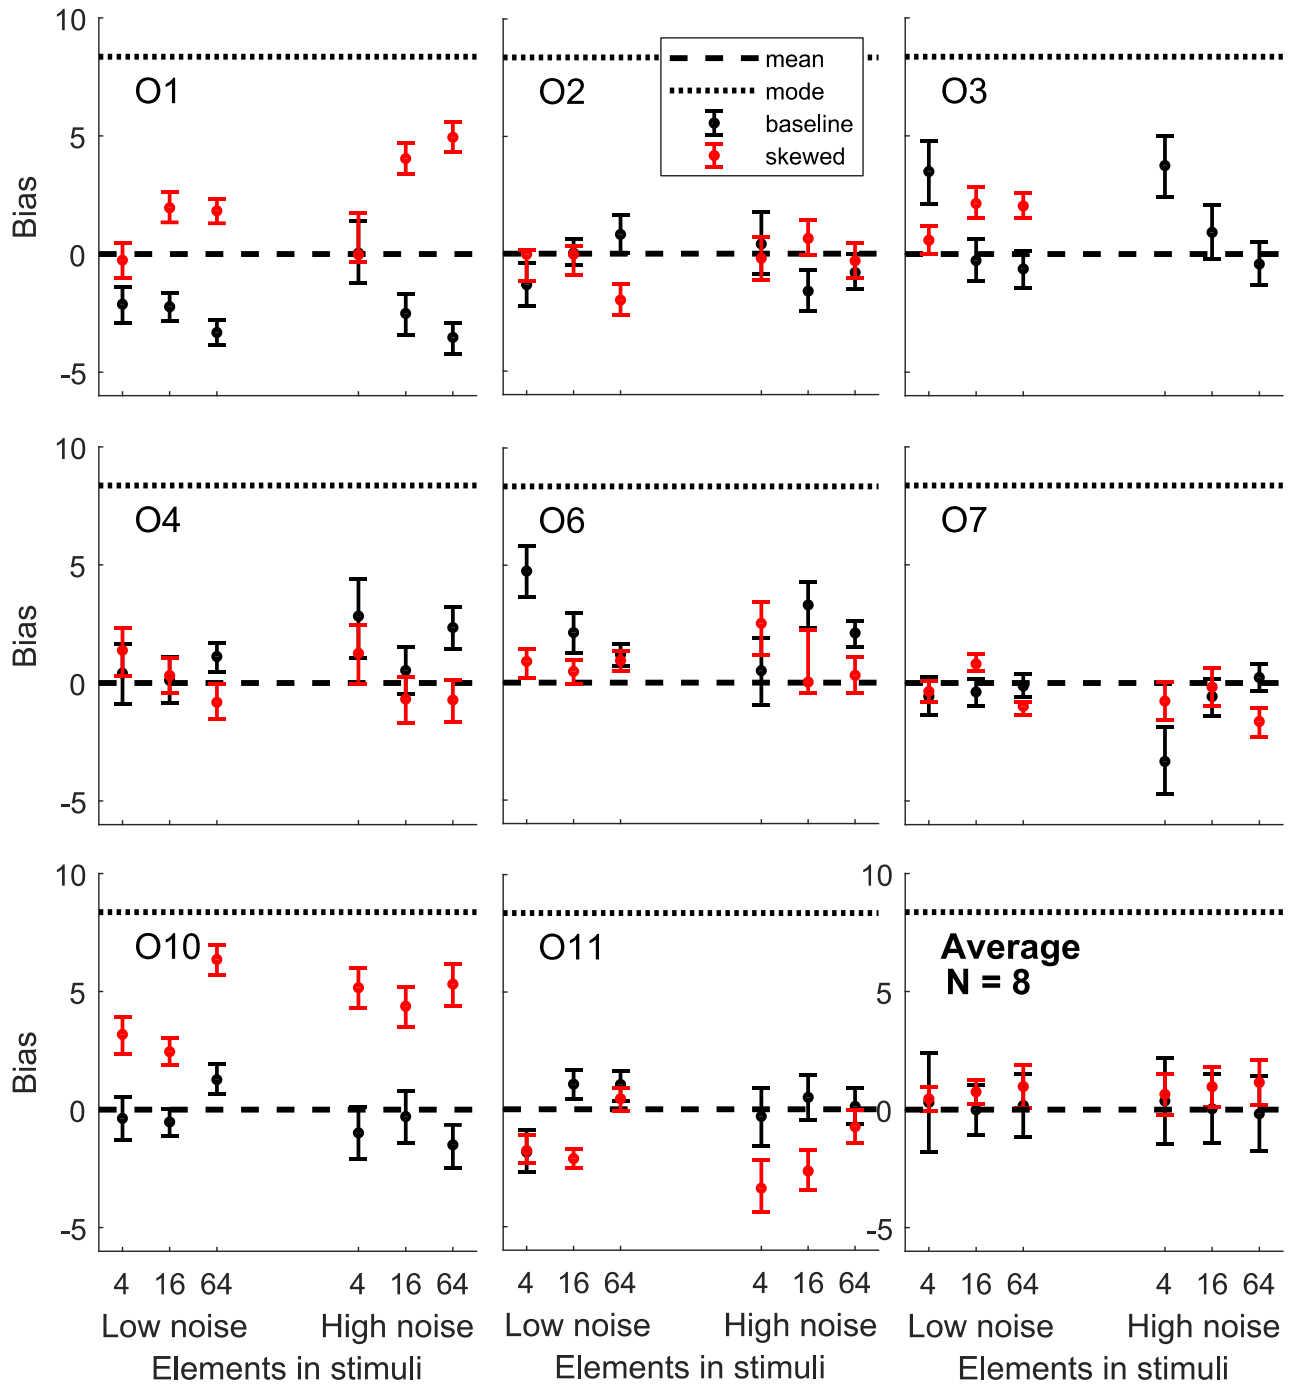 10
5
0
-5
Bias
O1
O2
mean
mode
baseline
skewed
O3
10
5
0
-5
Bias
O4
O6
O7
10
5
0
-5
Bias
O10
O11
10
5
0
-5
Average
N = 8
4 16 64 4 16 64
Low noise High noise
Elements in stimuli
4 16 64 4 16 64
Low noise High noise
Elements in stimuli
4 16 64 4 16 64
Low noise High noise
Elements in stimuli